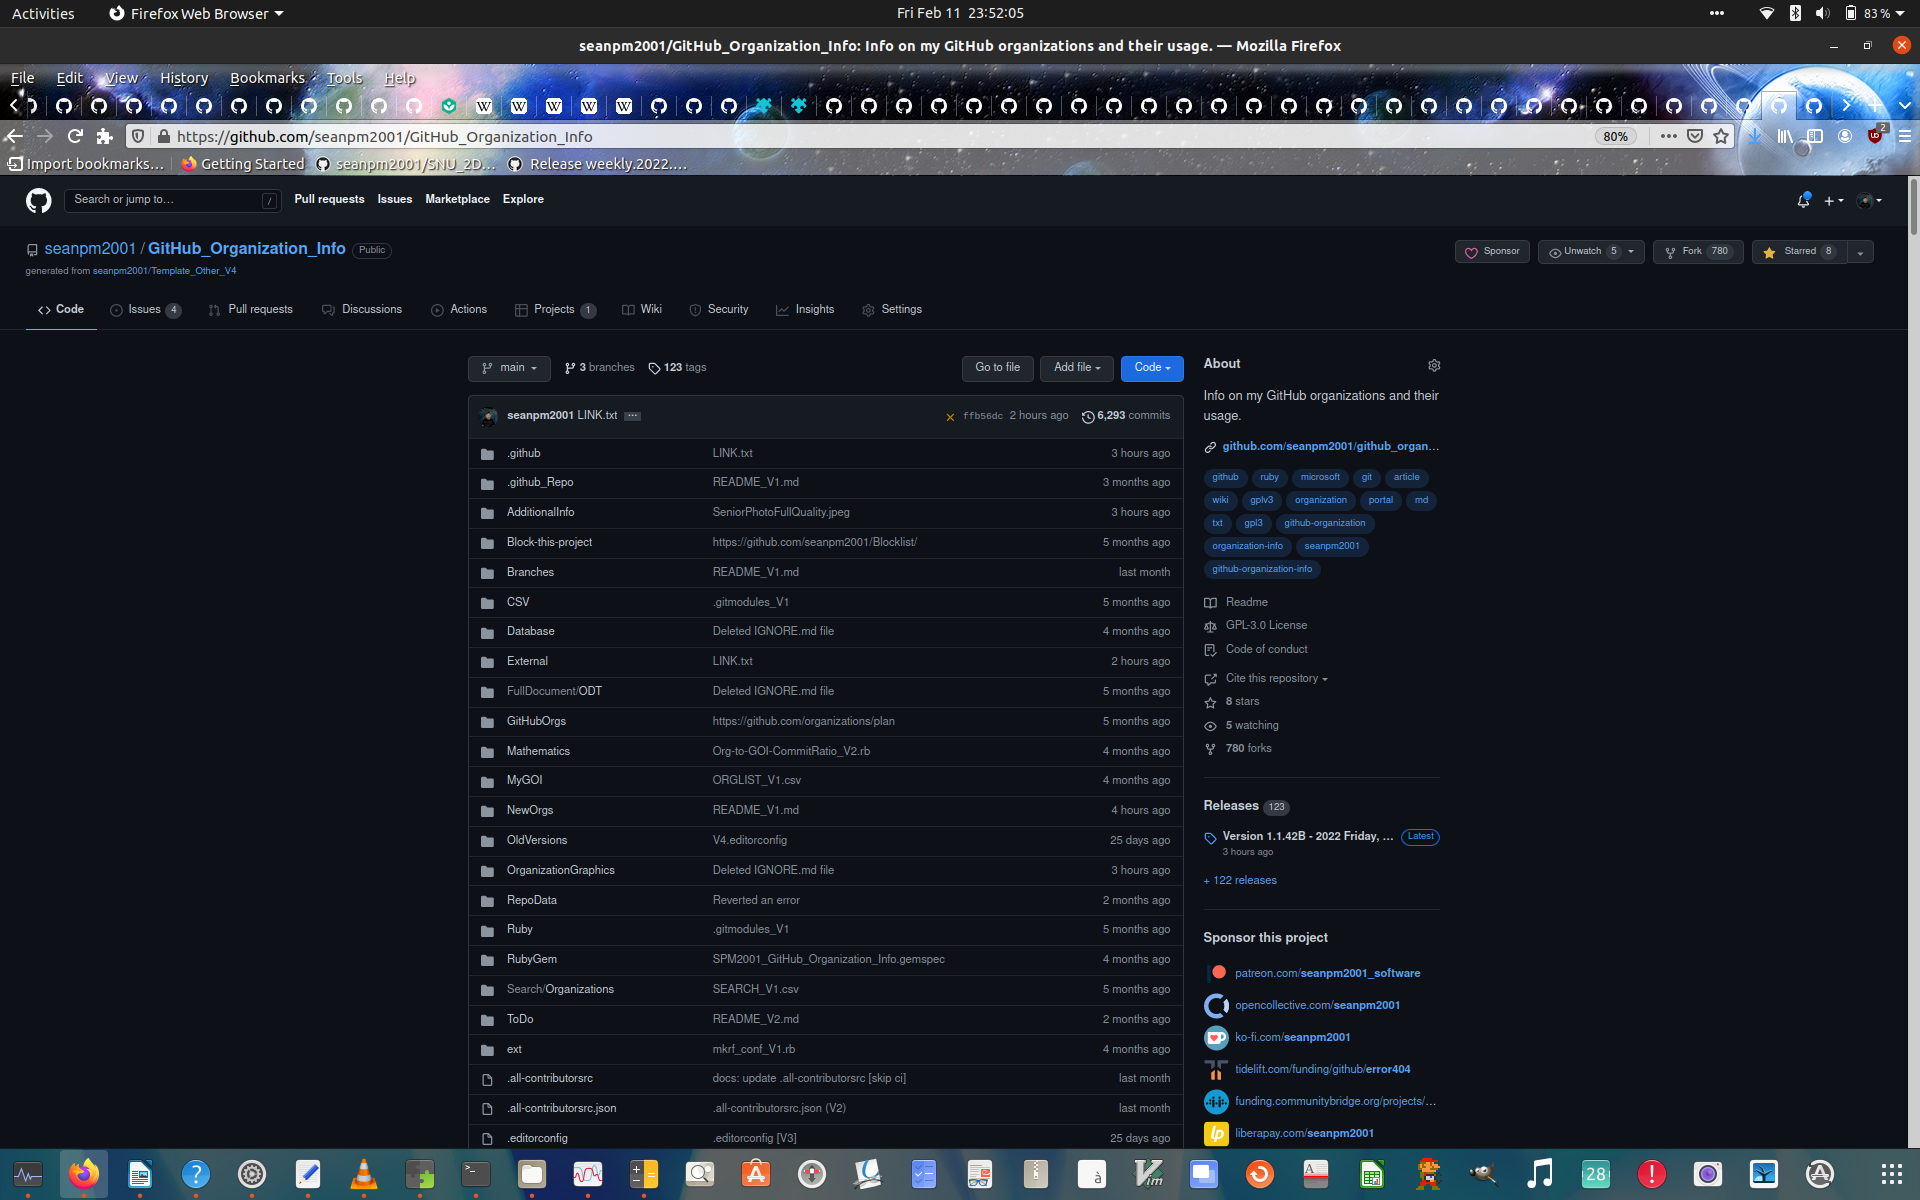 Activities Firefox Web Browser Fri Feb 11 23:52:05 83 %
seanpm2001/GitHub_Organization_Info: Info on my GitHub organizations and their usage. — Mozilla Firefox
File Edit View History Bookmarks Tools Help
https://github.com/seanpm2001/GitHub_Organization_Info 80% 2
Import bookmarks… Getting Started seanpm2001/SNU_2D… Release weekly.2022.…
Search or jump to… / Pull requests Issues Marketplace Explore
seanpm2001 / GitHub_Organization_Info Public Sponsor Unwatch 5 Fork 780 Starred 8
generated from seanpm2001/Template_Other_V4
Code Issues 4 Pull requests Discussions Actions Projects 1 Wiki Security Insights Settings
main 3 branches 123 tags Go to file Add file Code
seanpm2001 LINK.txt ffb56dc 2 hours ago 6,293 commits
.github LINK.txt 3 hours ago
.github_Repo README_V1.md 3 months ago
AdditionalInfo SeniorPhotoFullQuality.jpeg 3 hours ago
Block-this-project https://github.com/seanpm2001/Blocklist/ 5 months ago
Branches README_V1.md last month
CSV .gitmodules_V1 5 months ago
Database Deleted IGNORE.md file 4 months ago
External LINK.txt 2 hours ago
FullDocument/ODT Deleted IGNORE.md file 5 months ago
GitHubOrgs https://github.com/organizations/plan 5 months ago
Mathematics Org-to-GOI-CommitRatio_V2.rb 4 months ago
MyGOI ORGLIST_V1.csv 4 months ago
NewOrgs README_V1.md 4 hours ago
OldVersions V4.editorconfig 25 days ago
OrganizationGraphics Deleted IGNORE.md file 3 hours ago
RepoData Reverted an error 2 months ago
Ruby .gitmodules_V1 5 months ago
RubyGem SPM2001_GitHub_Organization_Info.gemspec 4 months ago
Search/Organizations SEARCH_V1.csv 5 months ago
ToDo README_V2.md 2 months ago
ext mkrf_conf_V1.rb 4 months ago
.all-contributorsrc docs: update .all-contributorsrc [skip ci] last month
.all-contributorsrc.json .all-contributorsrc.json (V2) last month
.editorconfig .editorconfig [V3] 25 days ago
About
Info on my GitHub organizations and their
usage.
github.com/seanpm2001/github_organ…
github ruby microsoft git article
wiki gplv3 organization portal md
txt gpl3 github-organization
organization-info seanpm2001
github-organization-info
Readme
GPL-3.0 License
Code of conduct
Cite this repository
8 stars
5 watching
780 forks
Releases 123
Version 1.1.42B - 2022 Friday, … Latest
3 hours ago
+ 122 releases
Sponsor this project
patreon.com/seanpm2001_software
opencollective.com/seanpm2001
ko-fi.com/seanpm2001
tidelift.com/funding/github/error404
funding.communitybridge.org/projects/…
liberapay.com/seanpm2001
28